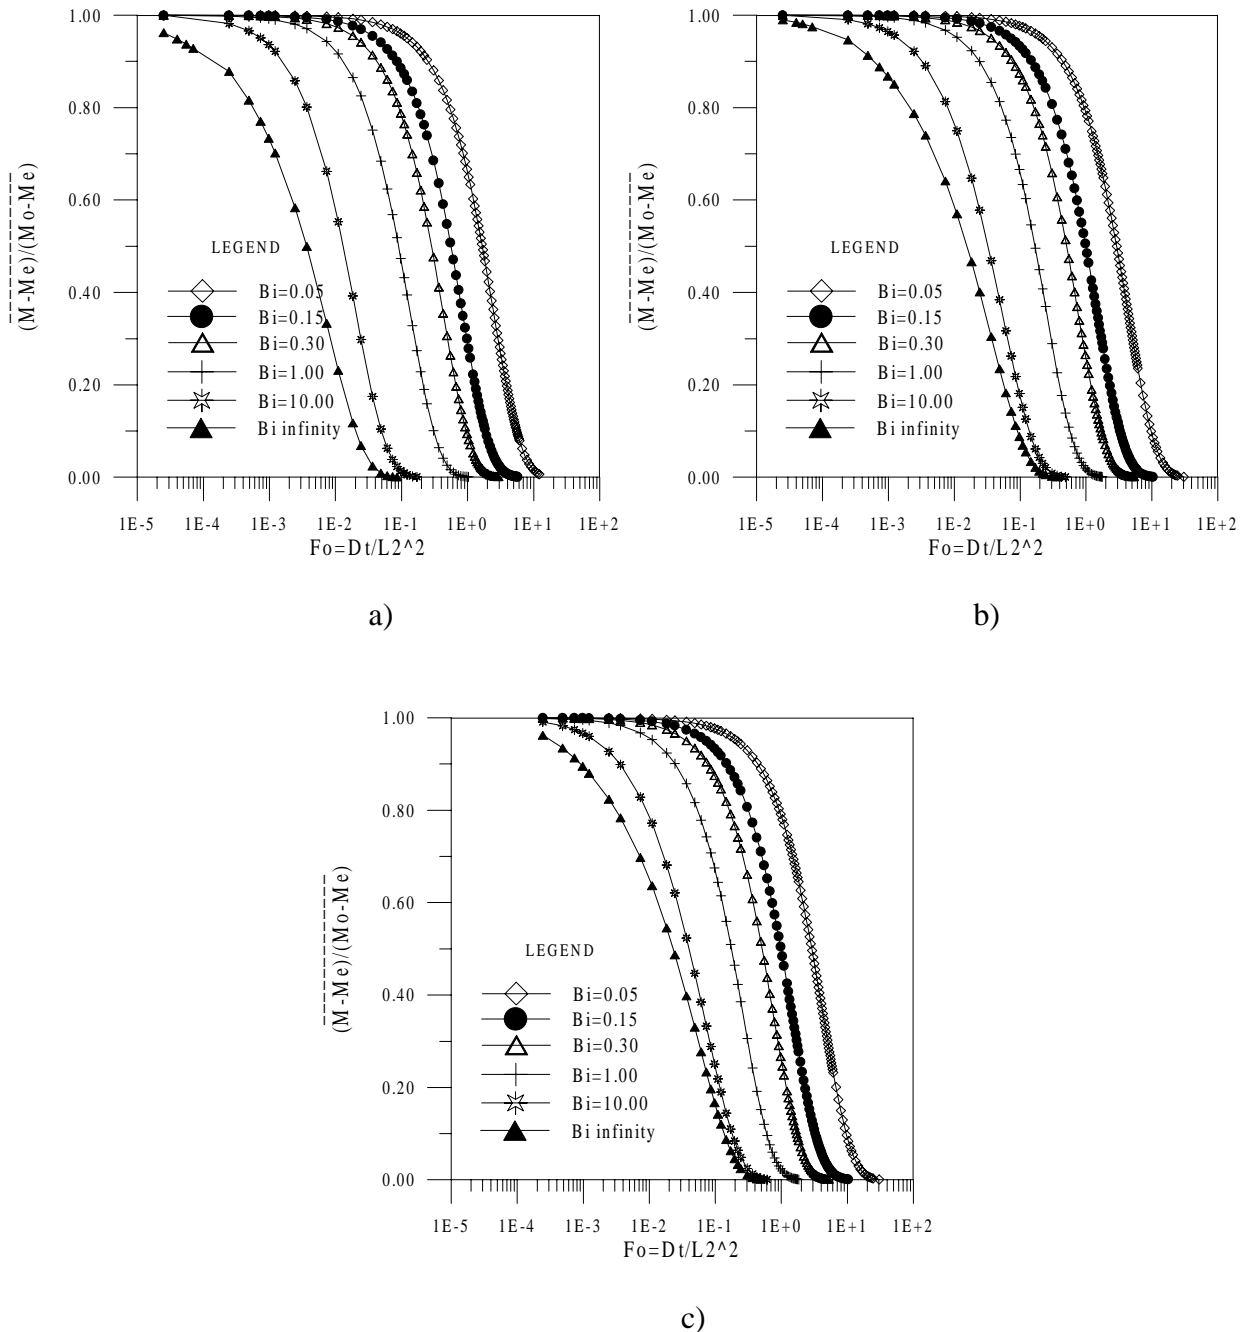 1.00
0.80
0.60
0.40
0.20
0.00
(M-Me)/(Mo-Me)
LEGEND
Bi=0.05
Bi=0.15
Bi=0.30
Bi=1.00
Bi=10.00
Bi infinity
1E-5 1E-4 1E-3 1E-2 1E-1 1E+0 1E+1 1E+2
Fo=Dt/L2^2
a)
1.00
0.80
0.60
0.40
0.20
0.00
(M-Me)/(Mo-Me)
LEGEND
Bi=0.05
Bi=0.15
Bi=0.30
Bi=1.00
Bi=10.00
Bi infinity
1E-5 1E-4 1E-3 1E-2 1E-1 1E+0 1E+1 1E+2
Fo=Dt/L2^2
b)
1.00
0.80
0.60
0.40
0.20
0.00
(M-Me)/(Mo-Me)
LEGEND
Bi=0.05
Bi=0.15
Bi=0.30
Bi=1.00
Bi=10.00
Bi infinity
1E-5 1E-4 1E-3 1E-2 1E-1 1E+0 1E+1 1E+2
Fo=Dt/L2^2
c)